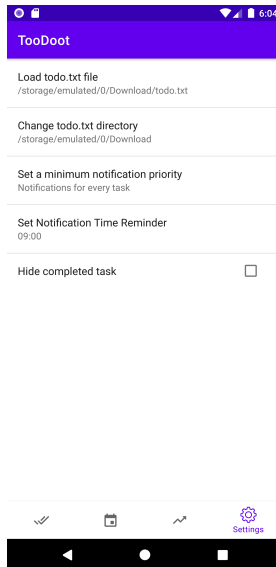 6:04
TooDoot
Load todo.txt file
/storage/emulated/0/Download/todo.txt
Change todo.txt directory
/storage/emulated/0/Download
Set a minimum notification priority
Notifications for every task
Set Notification Time Reminder
09:00
Hide completed task
Settings